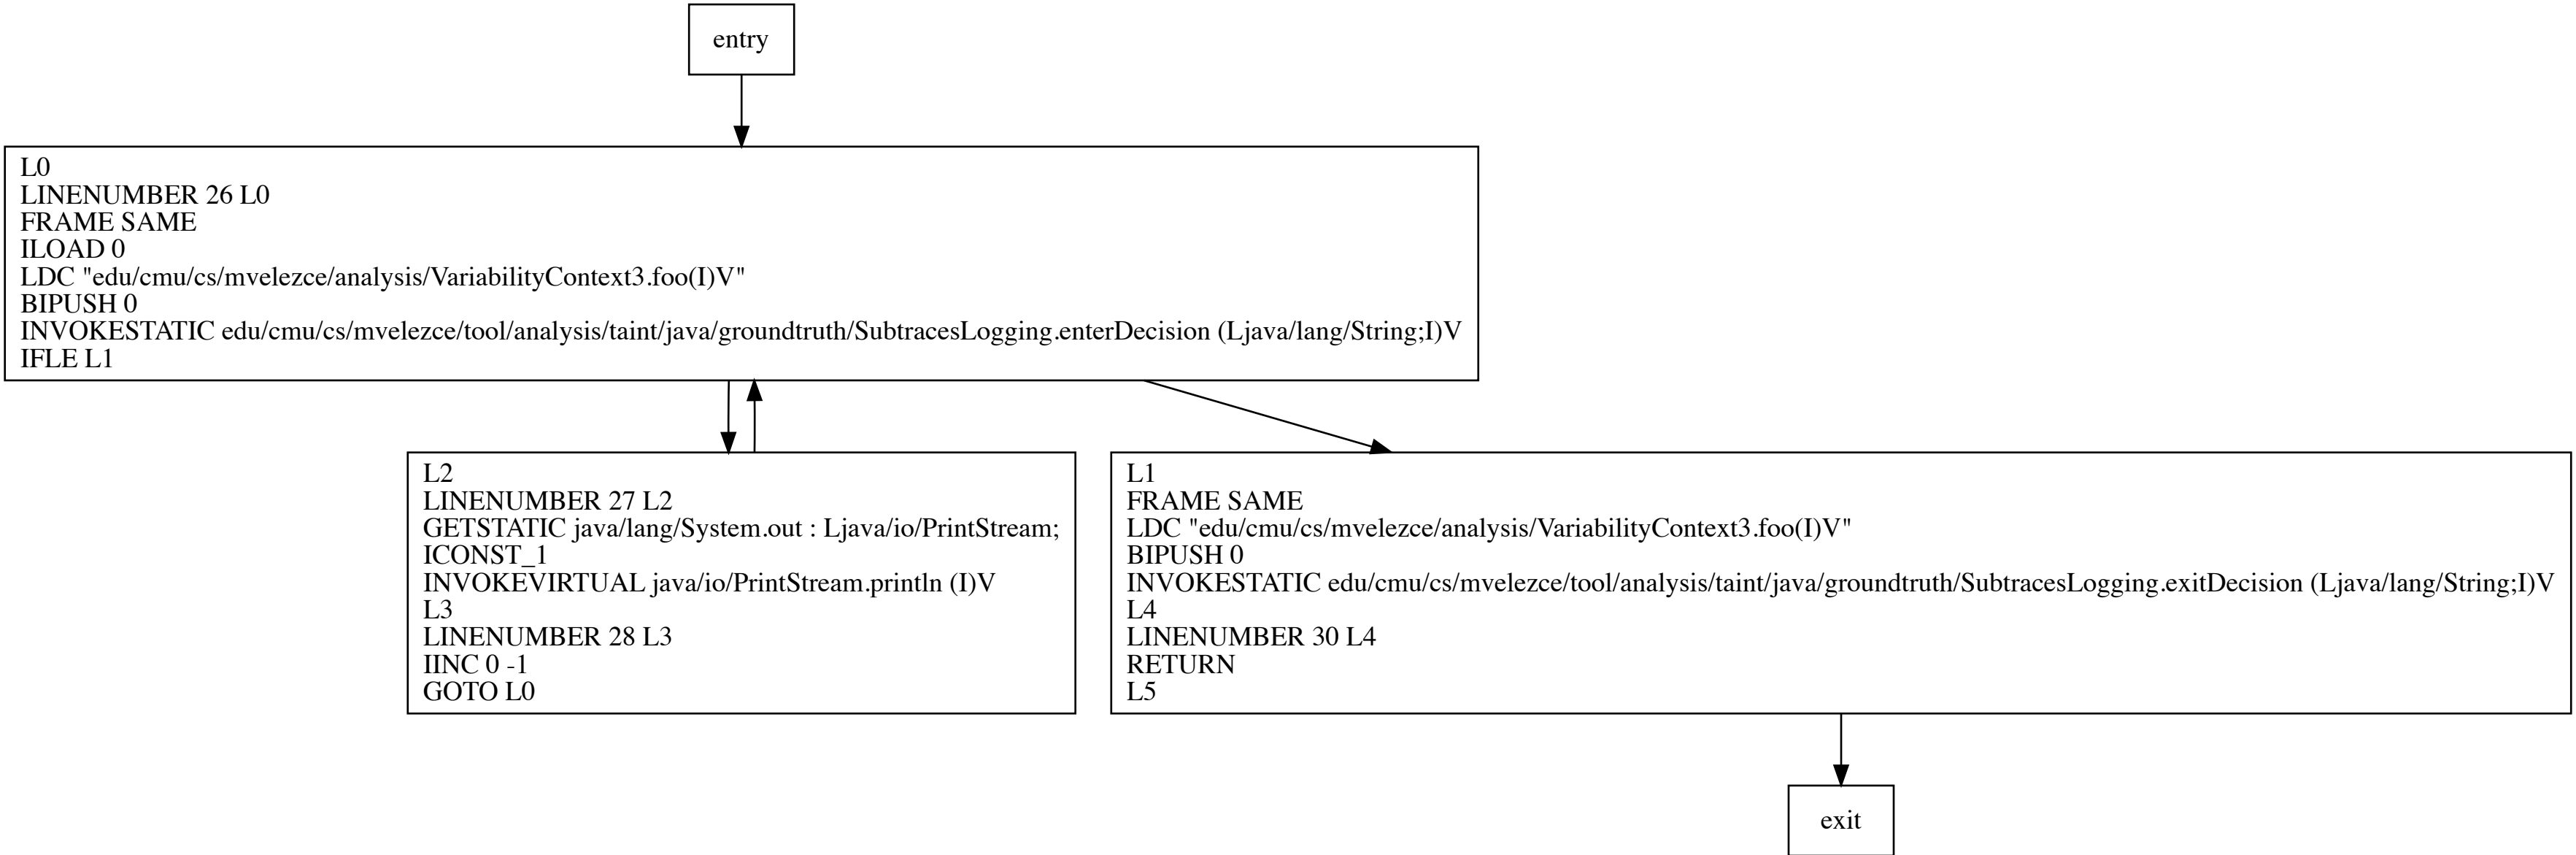 entry
L0
LINENUMBER 26 L0
FRAME SAME
ILOAD 0
LDC "edu/cmu/cs/mvelezce/analysis/VariabilityContext3.foo(I)V"
BIPUSH 0
INVOKESTATIC edu/cmu/cs/mvelezce/tool/analysis/taint/java/groundtruth/SubtracesLogging.enterDecision (Ljava/lang/String;I)V
IFLE L1
L2
LINENUMBER 27 L2
GETSTATIC java/lang/System.out : Ljava/io/PrintStream;
ICONST_1
INVOKEVIRTUAL java/io/PrintStream.println (I)V
L3
LINENUMBER 28 L3
IINC 0 -1
GOTO L0
L1
FRAME SAME
LDC "edu/cmu/cs/mvelezce/analysis/VariabilityContext3.foo(I)V"
BIPUSH 0
INVOKESTATIC edu/cmu/cs/mvelezce/tool/analysis/taint/java/groundtruth/SubtracesLogging.exitDecision (Ljava/lang/String;I)V
L4
LINENUMBER 30 L4
RETURN
L5
exit